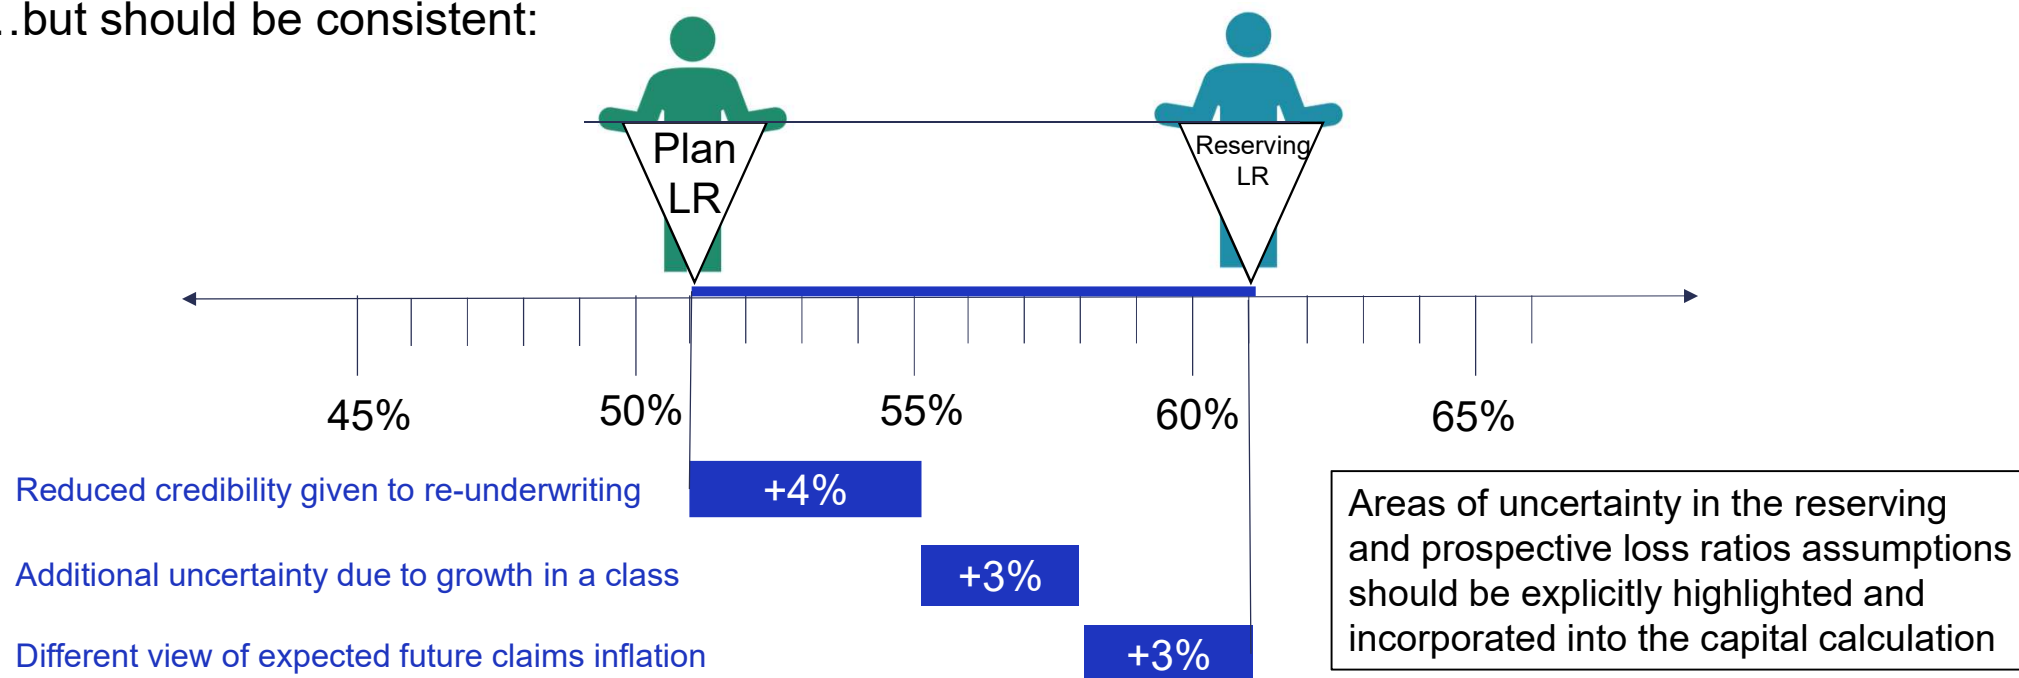 ..but should be consistent:
Plan
LR
Reserving
LR
45%
50%
55%
60%
65%
Reduced credibility given to re-underwriting
+4%
Additional uncertainty due to growth in a class
+3%
Different view of expected future claims inflation
+3%
Areas of uncertainty in the reserving
and prospective loss ratios assumptions
should be explicitly highlighted and
incorporated into the capital calculation